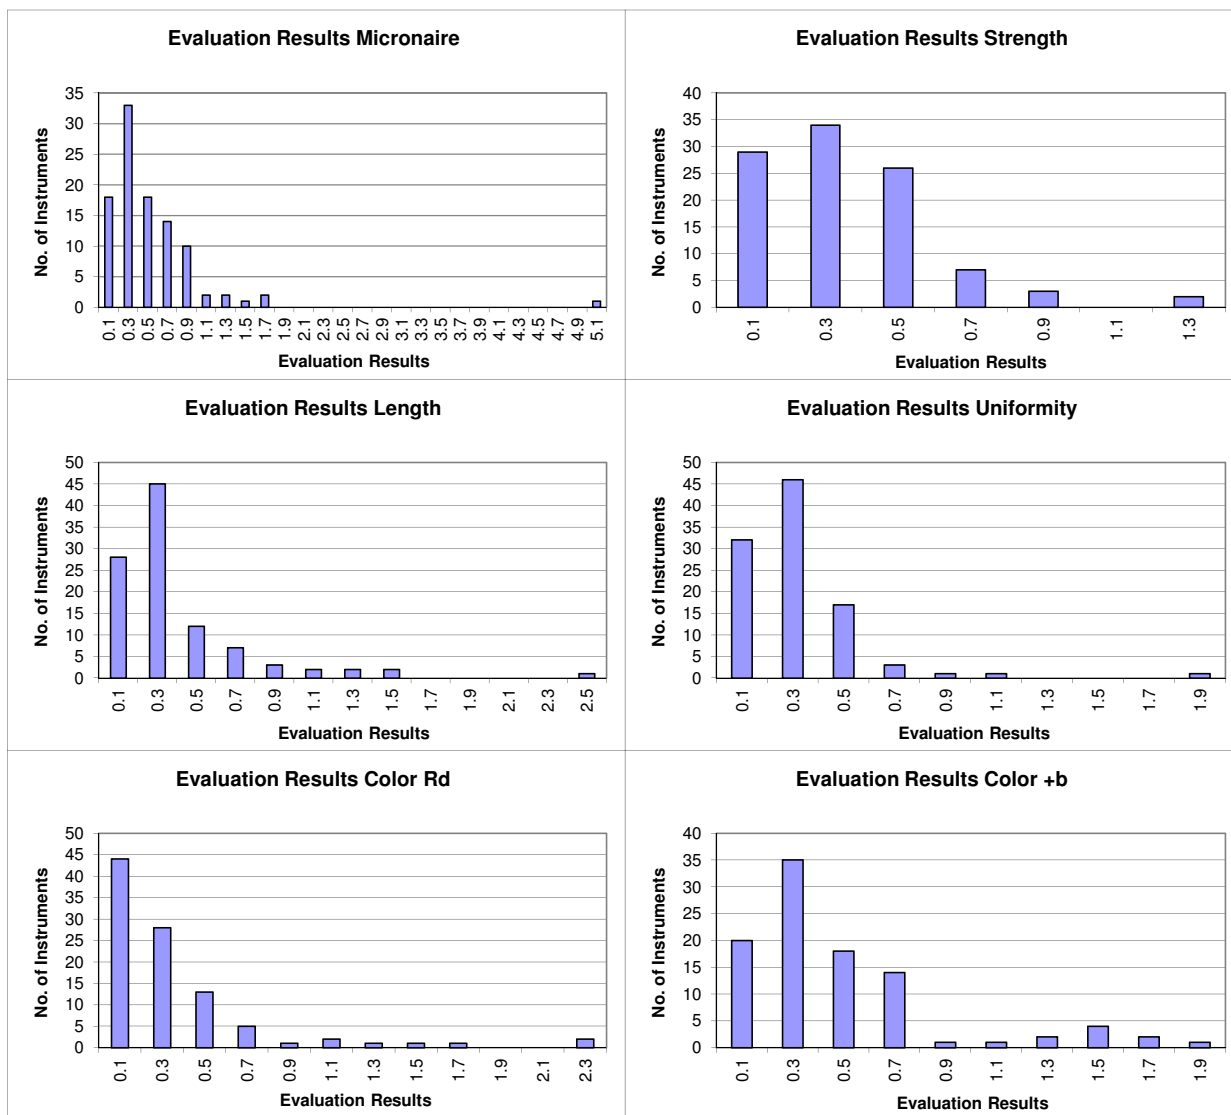 Evaluation Results Micronaire
No. of Instruments
35
30
25
20
15
10
5
0
0.1 0.3 0.5 0.7 0.9 1.1 1.3 1.5 1.7 1.9 2.1 2.3 2.5 2.7 2.9 3.1 3.3 3.5 3.7 3.9 4.1 4.3 4.5 4.7 4.9 5.1
Evaluation Results
Evaluation Results Strength
No. of Instruments
40
35
30
25
20
15
10
5
0
0.1 0.3 0.5 0.7 0.9 1.1 1.3
Evaluation Results
Evaluation Results Length
No. of Instruments
50
45
40
35
30
25
20
15
10
5
0
0.1 0.3 0.5 0.7 0.9 1.1 1.3 1.5 1.7 1.9 2.1 2.3 2.5
Evaluation Results
Evaluation Results Uniformity
No. of Instruments
50
45
40
35
30
25
20
15
10
5
0
0.1 0.3 0.5 0.7 0.9 1.1 1.3 1.5 1.7 1.9
Evaluation Results
Evaluation Results Color Rd
No. of Instruments
50
45
40
35
30
25
20
15
10
5
0
0.1 0.3 0.5 0.7 0.9 1.1 1.3 1.5 1.7 1.9 2.1 2.3
Evaluation Results
Evaluation Results Color +b
No. of Instruments
40
35
30
25
20
15
10
5
0
0.1 0.3 0.5 0.7 0.9 1.1 1.3 1.5 1.7 1.9
Evaluation Results